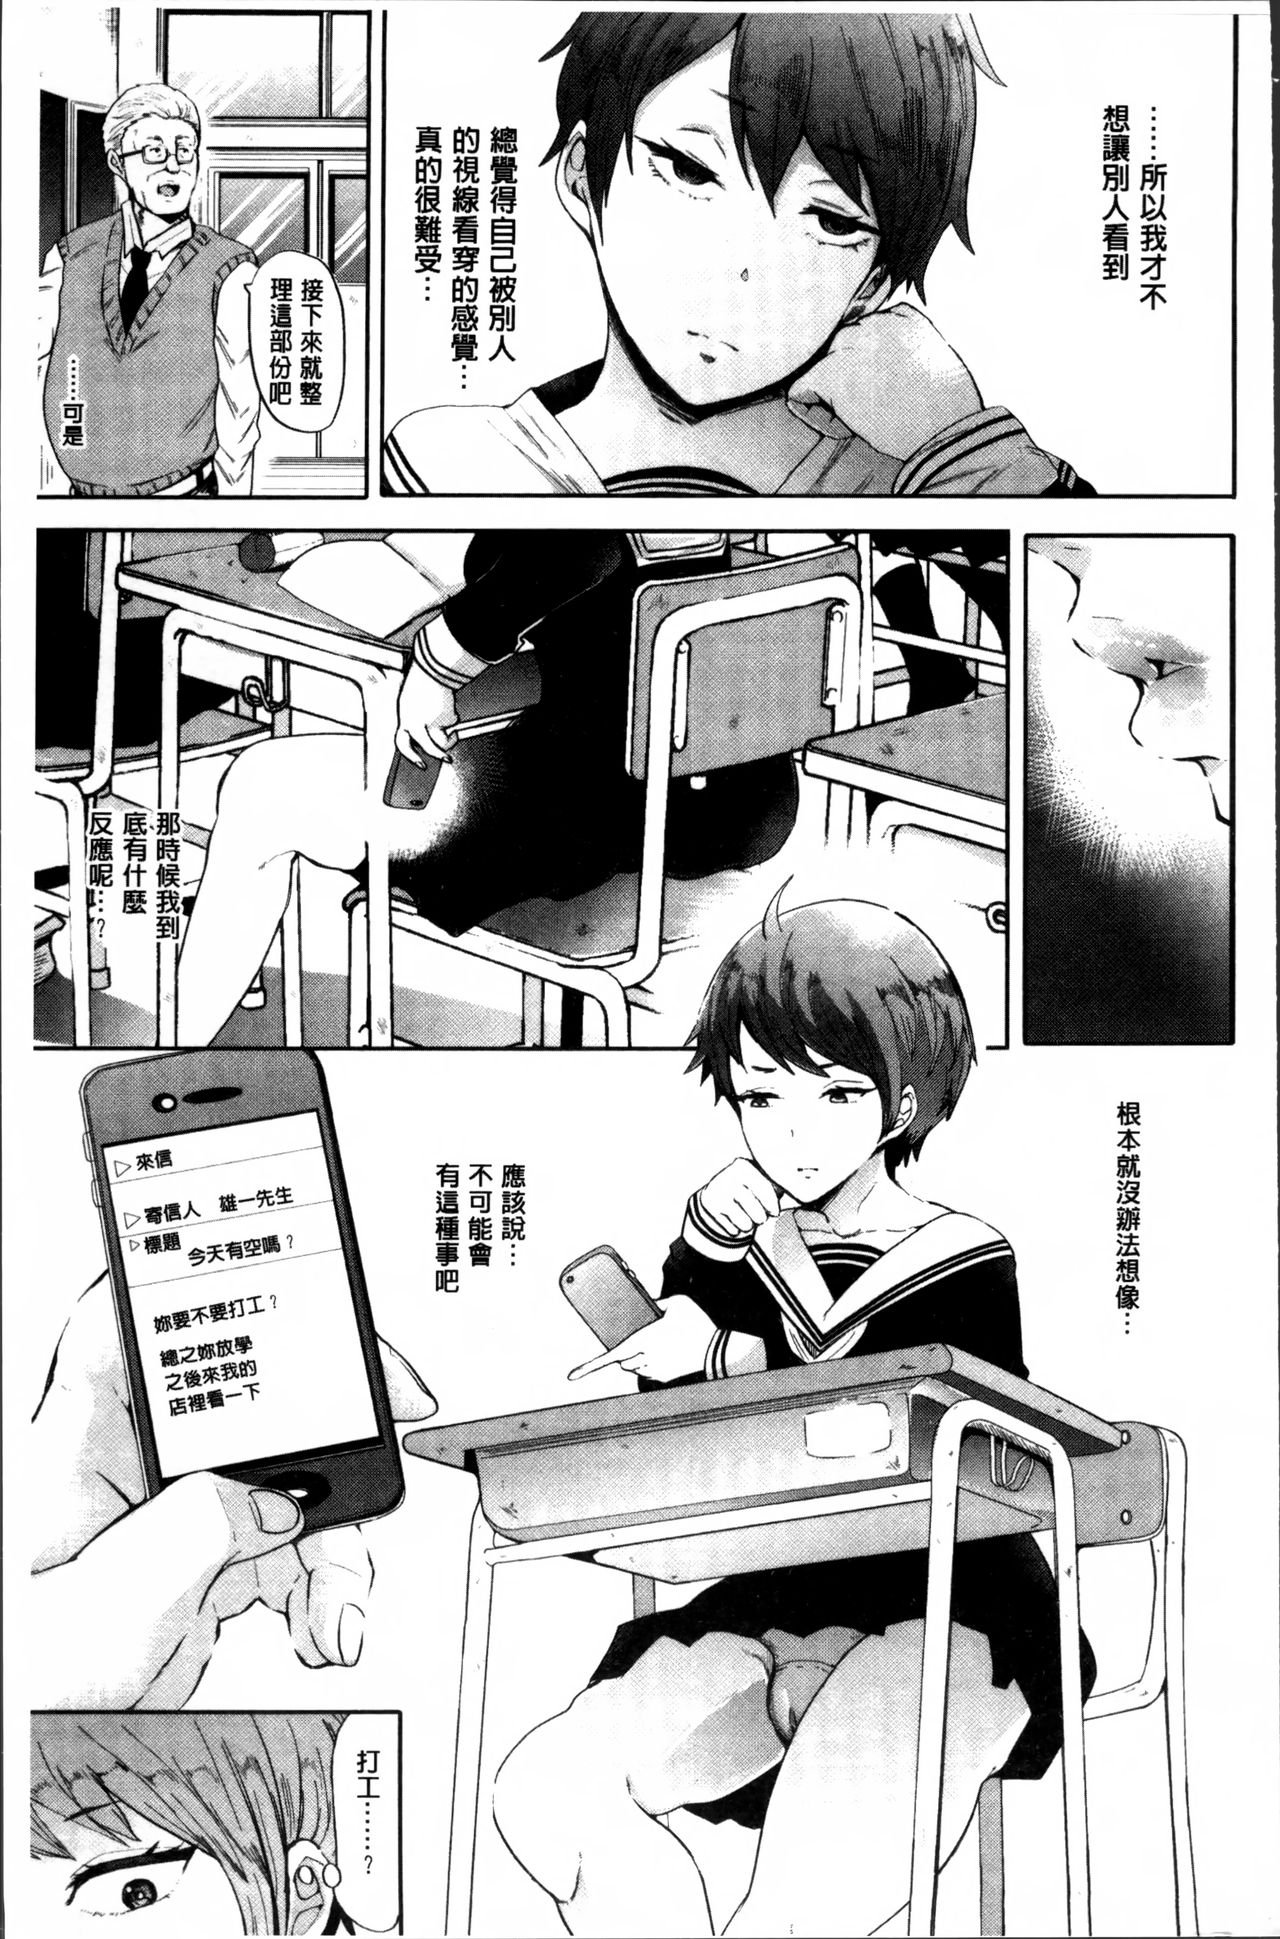 ……所以我才不
想讓別人看到
總覺得自己被別人
的視線看穿的感覺…
真的很難受…
接下來就整
理這部份吧
……可是
那時候我到
底有什麼
反應呢…?
根本就沒辦法想像…
應該說…
不可能會
有這種事吧
▷來信
▷寄信人 雄一先生
▷標題
今天有空嗎?
妳要不要打工?
總之妳放學
之後來我的
店裡看一下
打工……?